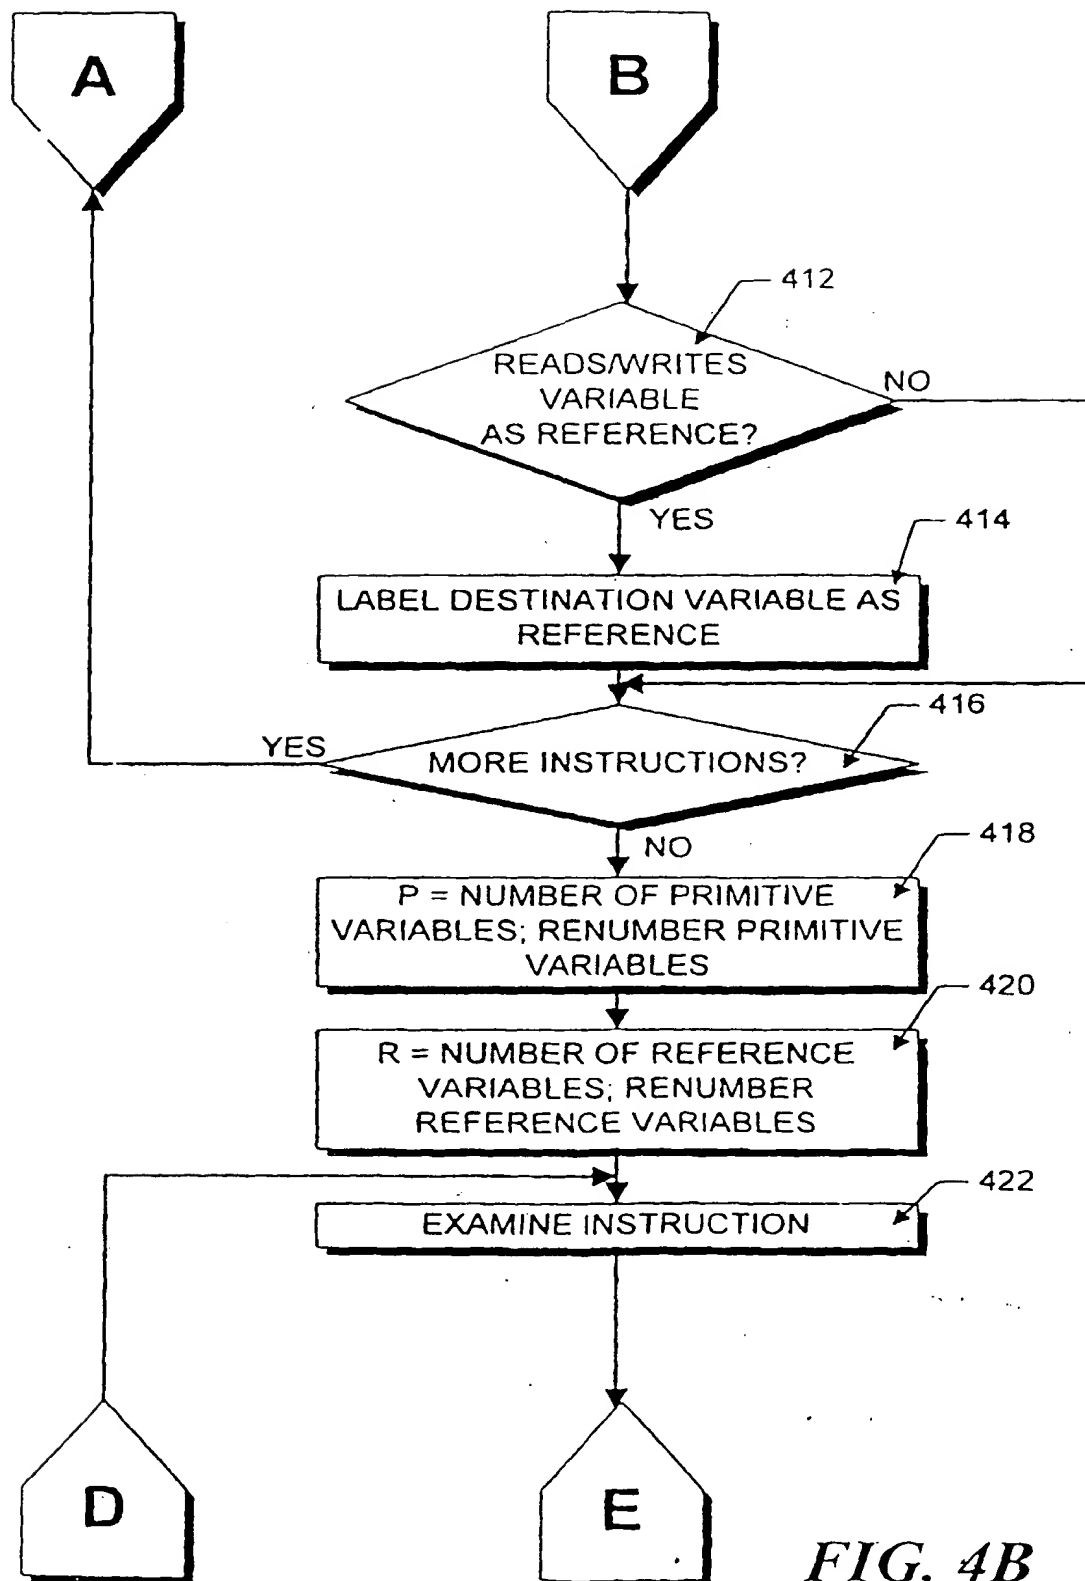 A
B
412
READS/WRITES
VARIABLE
AS REFERENCE?
NO
YES
414
LABEL DESTINATION VARIABLE AS
REFERENCE
416
YES
MORE INSTRUCTIONS?
NO
418
P = NUMBER OF PRIMITIVE
VARIABLES; RENUMBER PRIMITIVE
VARIABLES
420
R = NUMBER OF REFERENCE
VARIABLES; RENUMBER
REFERENCE VARIABLES
422
EXAMINE INSTRUCTION
D
E
FIG. 4B